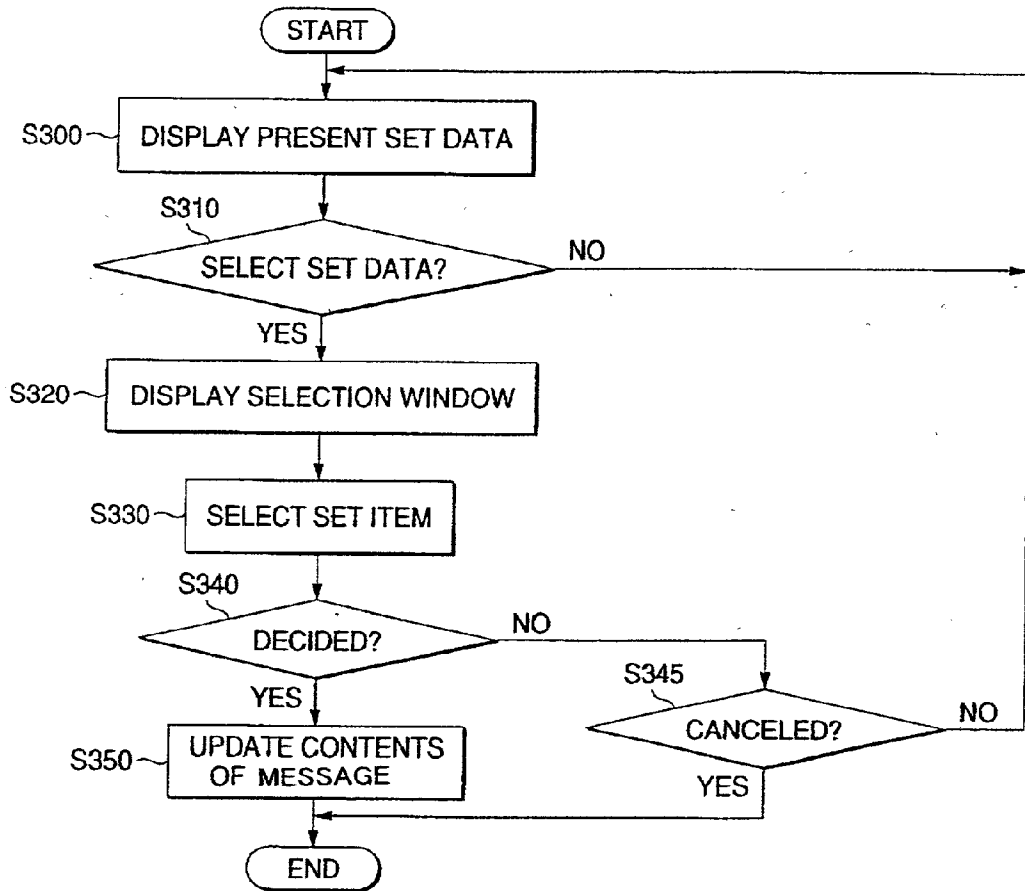 START
S300
DISPLAY PRESENT SET DATA
S310
SELECT SET DATA?
NO
YES
S320
DISPLAY SELECTION WINDOW
S330
SELECT SET ITEM
S340
DECIDED?
NO
YES
S345
CANCELED?
NO
YES
S350
UPDATE CONTENTS
OF MESSAGE
END